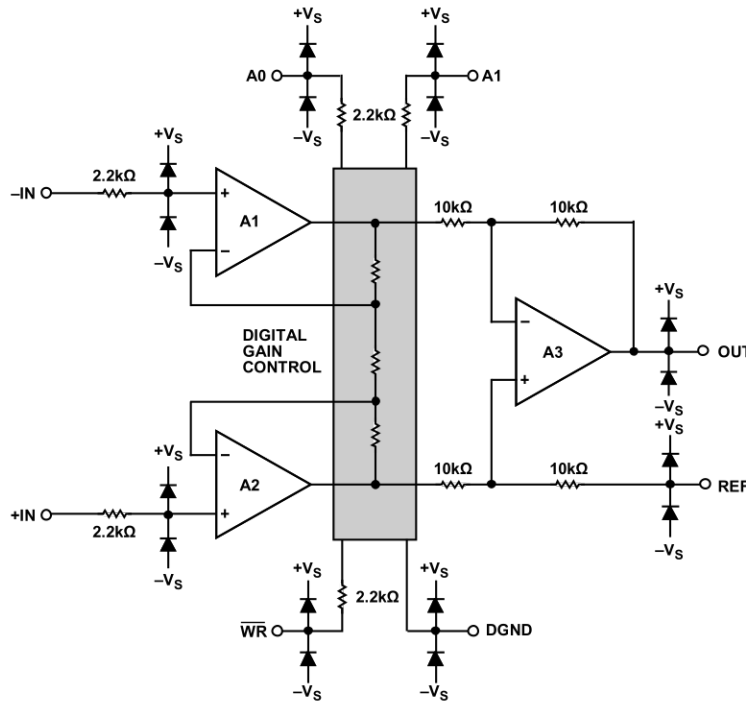 +VS +VS
A0 A1
2.2kΩ
–VS –VS
+VS
2.2kΩ
–IN
+
A1
–
10kΩ 10kΩ
–VS
+VS
–
DIGITAL
GAIN
CONTROL
A3
OUT
+
–VS
+VS
–
+VS
A2
10kΩ 10kΩ
REF
+IN
+
2.2kΩ
–VS
–VS
+VS +VS
2.2kΩ
WR DGND
–VS –VS